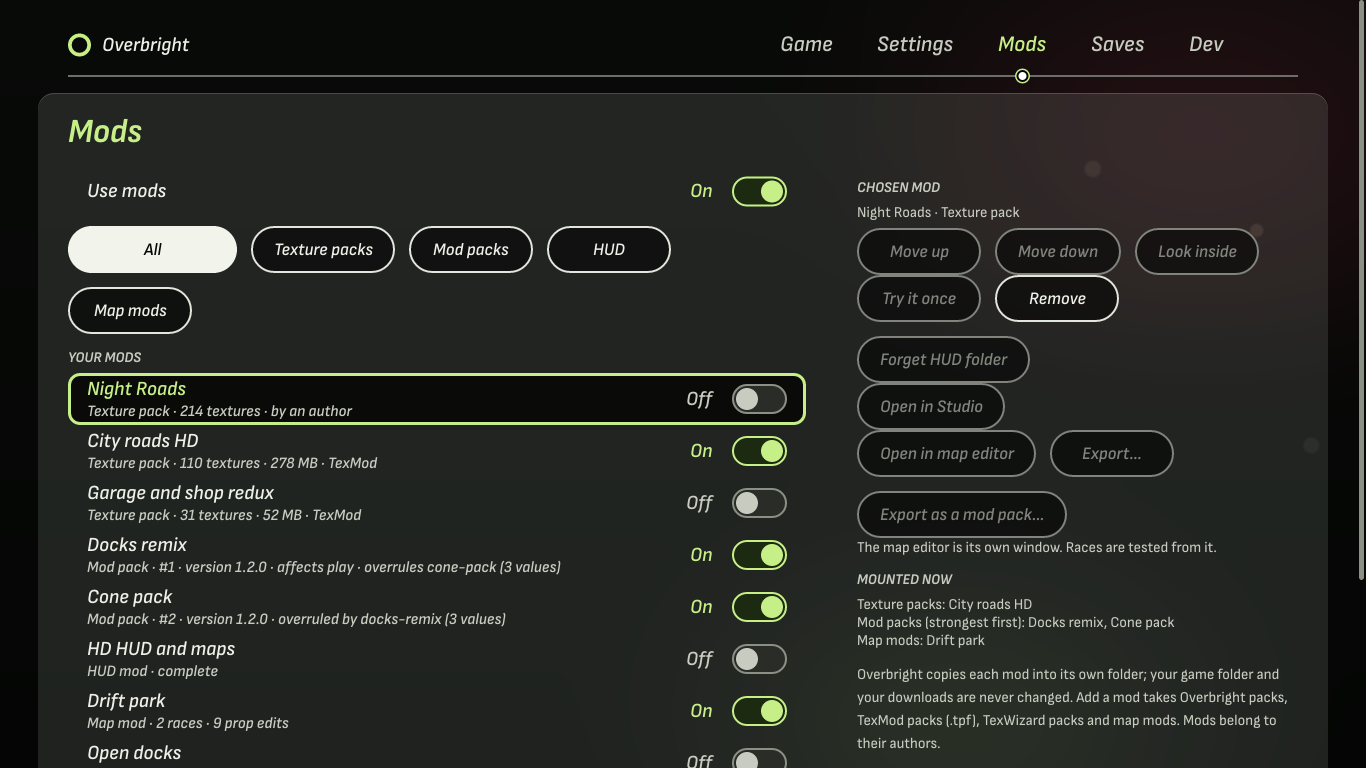 Overbright
Game Settings Mods Saves Dev
Mods
Use mods On
All Texture packs Mod packs HUD
Map mods
YOUR MODS
Night Roads
Texture pack · 214 textures · by an author
Off
City roads HD
Texture pack · 110 textures · 278 MB · TexMod
On
Garage and shop redux
Texture pack · 31 textures · 52 MB · TexMod
Off
Docks remix
Mod pack · #1 · version 1.2.0 · affects play · overrules cone-pack (3 values)
On
Cone pack
Mod pack · #2 · version 1.2.0 · overruled by docks-remix (3 values)
On
HD HUD and maps
HUD mod · complete
Off
Drift park
Map mod · 2 races · 9 prop edits
On
Open docks
Off
CHOSEN MOD
Night Roads · Texture pack
Move up Move down Look inside
Try it once Remove
Forget HUD folder
Open in Studio
Open in map editor Export...
Export as a mod pack...
The map editor is its own window. Races are tested from it.
MOUNTED NOW
Texture packs: City roads HD
Mod packs (strongest first): Docks remix, Cone pack
Map mods: Drift park
Overbright copies each mod into its own folder; your game folder and
your downloads are never changed. Add a mod takes Overbright packs,
TexMod packs (.tpf), TexWizard packs and map mods. Mods belong to
their authors.